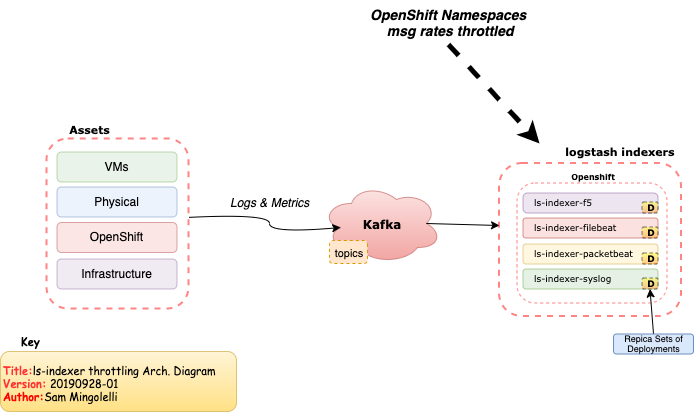 OpenShift Namespaces
msg rates throttled
Assets
VMs
Physical
OpenShift
Infrastructure
Logs & Metrics
Kafka
topics
logstash indexers
Openshift
ls-indexer-f5
D
ls-indexer-filebeat
D
ls-indexer-packetbeat
D
ls-indexer-syslog
D
Repica Sets of
Deployments
Key
Title:ls-indexer throttling Arch. Diagram
Version: 20190928-01
Author:Sam Mingolelli